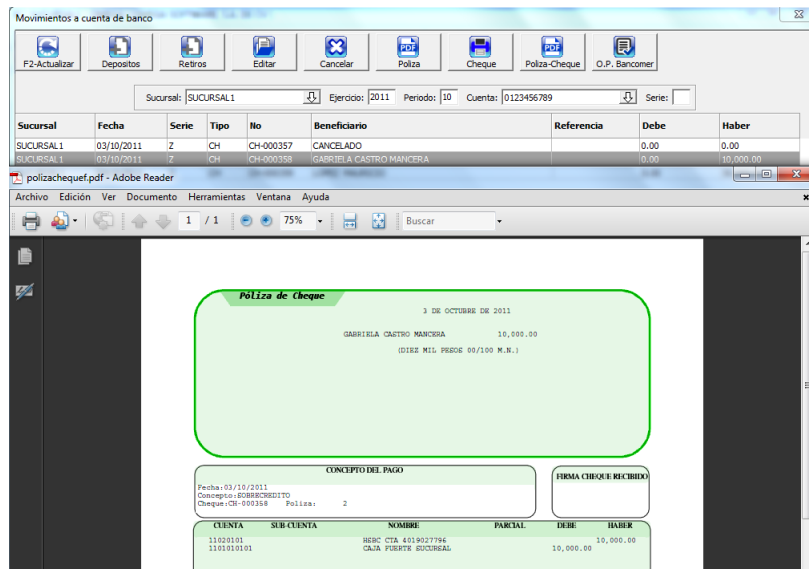 Movimientos a cuenta de banco
F2-Actualizar Depositos Retiros Editar Cancelar Poliza Cheque Poliza-Cheque O.P. Bancomer
Sucursal: SUCURSAL1 Ejercicio: 2011 Periodo: 10 Cuenta: 0123456789 Serie:
Sucursal Fecha Serie Tipo No Beneficiario Referencia Debe Haber
SUCURSAL1 03/10/2011 Z CH CH-000357 CANCELADO 0.00 0.00
SUCURSAL1 03/10/2011 Z CH CH-000358 GABRIELA CASTRO MANCERA 0.00 10,000.00
polizachequef.pdf - Adobe Reader
Archivo Edición Ver Documento Herramientas Ventana Ayuda
1 / 1 75% Buscar
Póliza de Cheque
3 DE OCTUBRE DE 2011
GABRIELA CASTRO MANCERA 10,000.00
(DIEZ MIL PESOS 00/100 M.N.)
CONCEPTO DEL PAGO
FIRMA CHEQUE RECIBIDO
Fecha:03/10/2011
Concepto:SOBRECREDITO
Cheque:CH-000358 Poliza: 2
CUENTA SUB-CUENTA NOMBRE PARCIAL DEBE HABER
11020101 HSBC CTA 4019027796 10,000.00
1101010101 CAJA FUERTE SUCURSAL 10,000.00